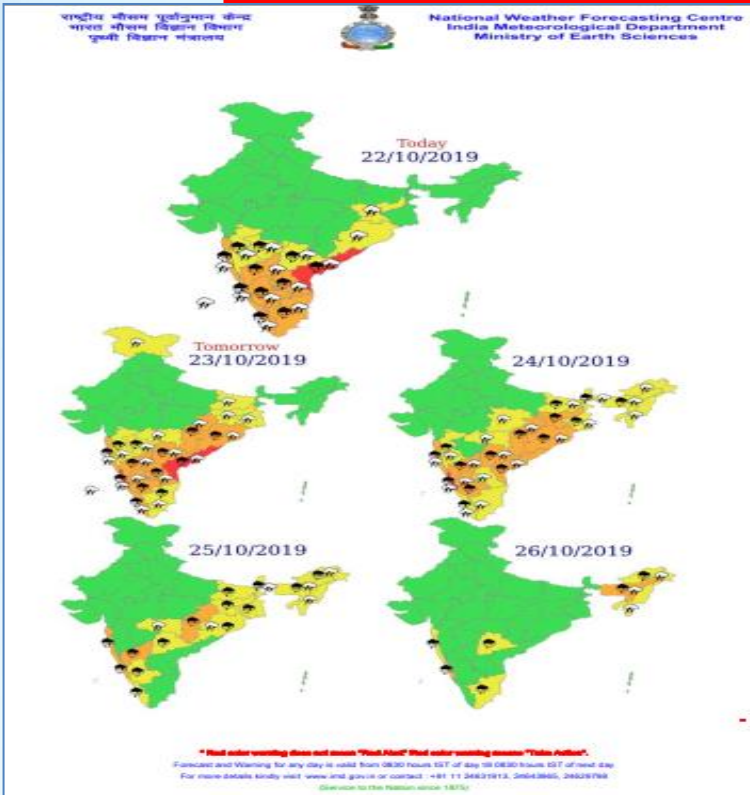 राष्ट्रीय मौसम पूर्वानुमान केन्द्र
भारत मौसम विज्ञान विभाग
पृथ्वी विज्ञान मंत्रालय
National Weather Forecasting Centre
India Meteorological Department
Ministry of Earth Sciences
Today
22/10/2019
Tomorrow
23/10/2019
24/10/2019
25/10/2019
26/10/2019
* Red color warning does not mean "Red Alert" Red color warning means "Take Action".
Forecast and Warning for any day is valid from 0830 hours IST of day till 0830 hours IST of next day
For more details kindly visit www.imd.gov.in or contact : +91 11 24631913, 24643965, 24629798
(Service to the Nation since 1875)